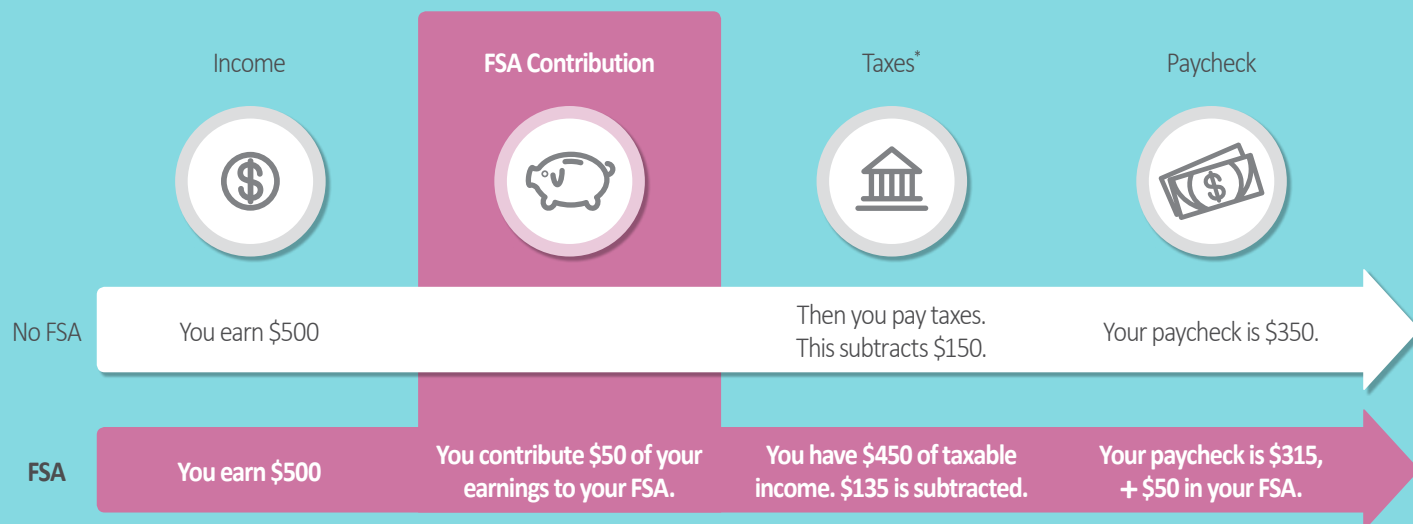 Income
FSA Contribution
Taxes*
Paycheck
$
$
No FSA
You earn $500
Then you pay taxes.
This subtracts $150.
Your paycheck is $350.
FSA
You earn $500
You contribute $50 of your
earnings to your FSA.
You have $450 of taxable
income. $135 is subtracted.
Your paycheck is $315,
+ $50 in your FSA.